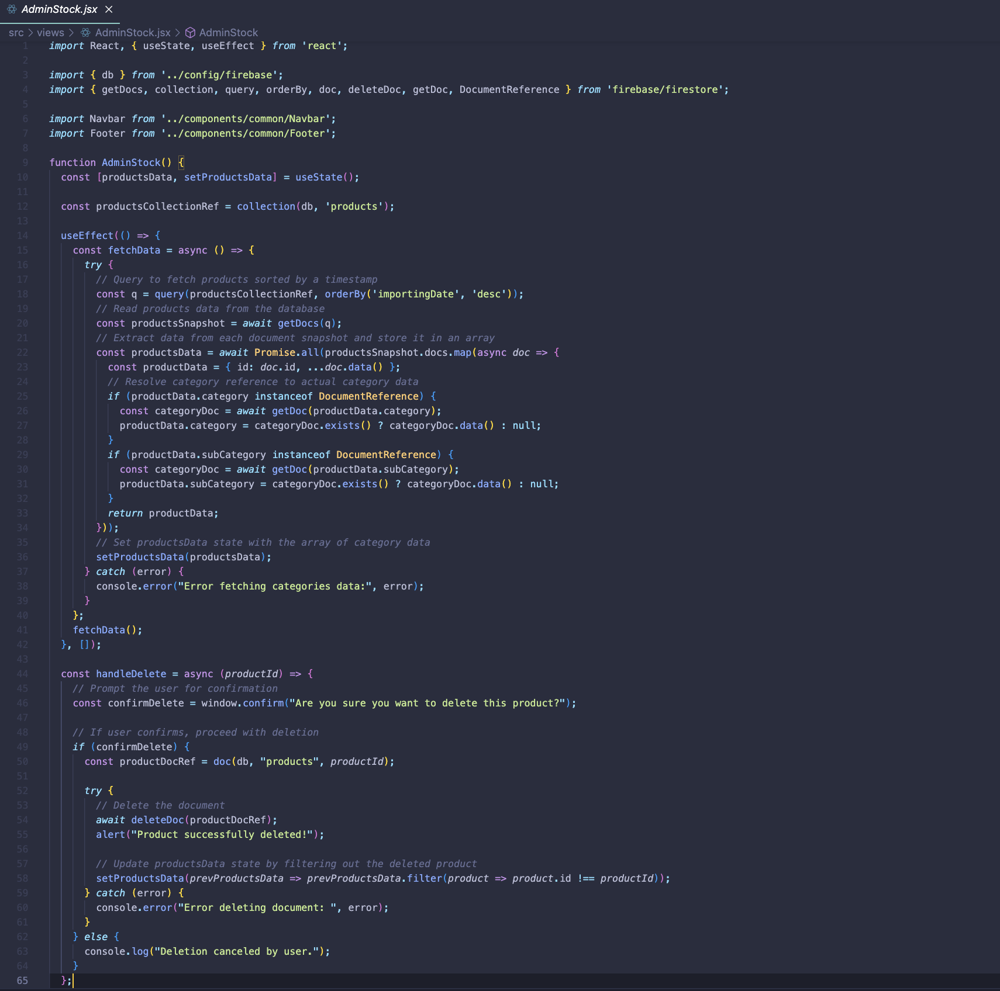 AdminStock.jsx
src > views > AdminStock.jsx > AdminStock
1 import React, { useState, useEffect } from 'react';
2
3 import { db } from '../config/firebase';
4 import { getDocs, collection, query, orderBy, doc, deleteDoc, getDoc, DocumentReference } from 'firebase/firestore';
5
6 import Navbar from '../components/common/Navbar';
7 import Footer from '../components/common/Footer';
8
9 function AdminStock() {
10   const [productsData, setProductsData] = useState();
11
12   const productsCollectionRef = collection(db, 'products');
13
14   useEffect(() => {
15     const fetchData = async () => {
16       try {
17         // Query to fetch products sorted by a timestamp
18         const q = query(productsCollectionRef, orderBy('importingDate', 'desc'));
19         // Read products data from the database
20         const productsSnapshot = await getDocs(q);
21         // Extract data from each document snapshot and store it in an array
22         const productsData = await Promise.all(productsSnapshot.docs.map(async doc => {
23           const productData = { id: doc.id, ...doc.data() };
24           // Resolve category reference to actual category data
25           if (productData.category instanceof DocumentReference) {
26             const categoryDoc = await getDoc(productData.category);
27             productData.category = categoryDoc.exists() ? categoryDoc.data() : null;
28           }
29           if (productData.subCategory instanceof DocumentReference) {
30             const categoryDoc = await getDoc(productData.subCategory);
31             productData.subCategory = categoryDoc.exists() ? categoryDoc.data() : null;
32           }
33           return productData;
34         }));
35         // Set productsData state with the array of category data
36         setProductsData(productsData);
37       } catch (error) {
38         console.error("Error fetching categories data:", error);
39       }
40     };
41     fetchData();
42   }, []);
43
44   const handleDelete = async (productId) => {
45     // Prompt the user for confirmation
46     const confirmDelete = window.confirm("Are you sure you want to delete this product?");
47
48     // If user confirms, proceed with deletion
49     if (confirmDelete) {
50       const productDocRef = doc(db, "products", productId);
51
52       try {
53         // Delete the document
54         await deleteDoc(productDocRef);
55         alert("Product successfully deleted!");
56
57         // Update productsData state by filtering out the deleted product
58         setProductsData(prevProductsData => prevProductsData.filter(product => product.id !== productId));
59       } catch (error) {
60         console.error("Error deleting document: ", error);
61       }
62     } else {
63       console.log("Deletion canceled by user.");
64     }
65   };